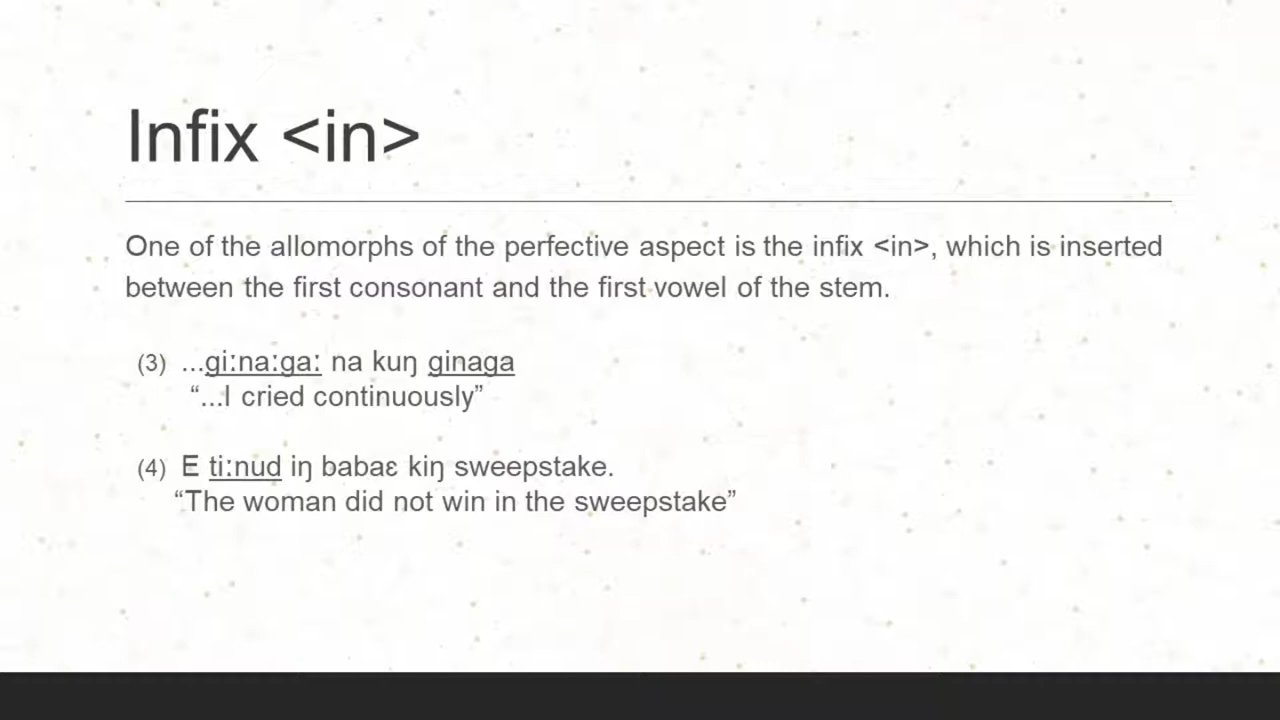 Infix <in>
One of the allomorphs of the perfective aspect is the infix <in>, which is inserted
between the first consonant and the first vowel of the stem.
(3) ...giːnaːgaː na kuŋ ginaga
“...I cried continuously”
(4) E tiːnud iŋ babaɛ kiŋ sweepstake.
“The woman did not win in the sweepstake”